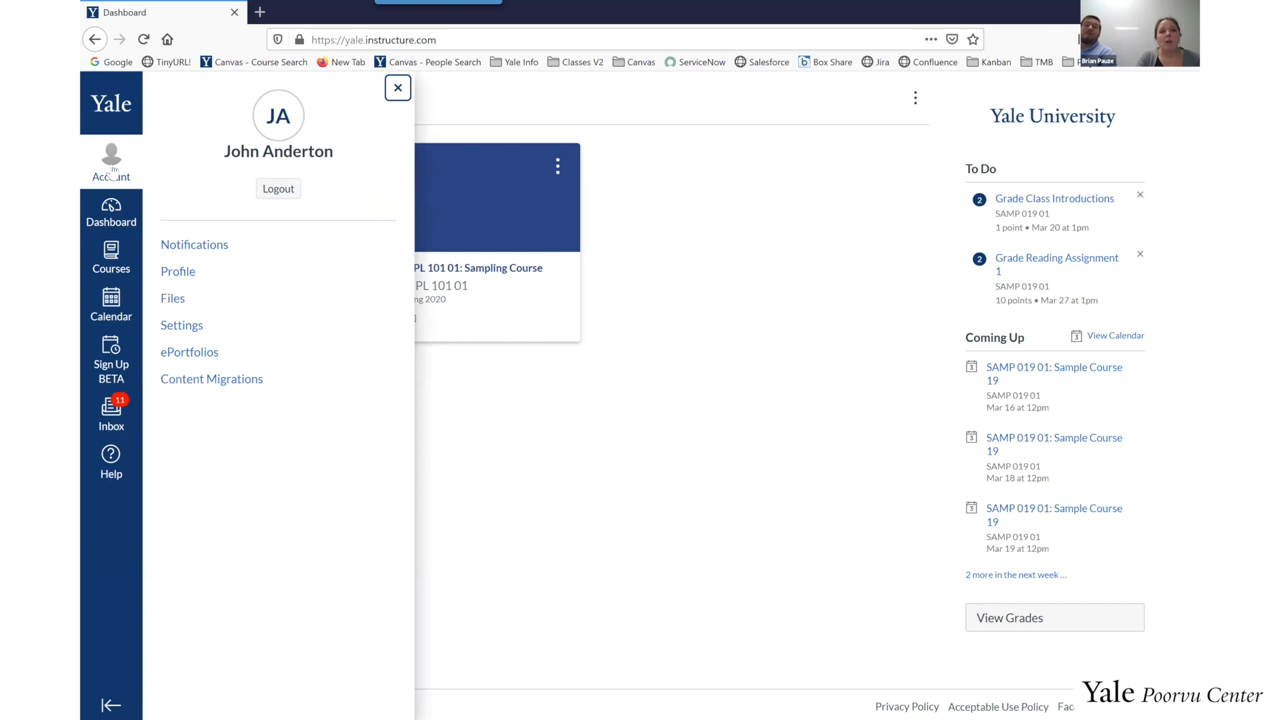 Dashboard
https://yale.instructure.com
Google
TinyURL!
Canvas - Course Search
New Tab
Canvas - People Search
Yale Info
Classes V2
Canvas
ServiceNow
Salesforce
Box Share
Jira
Confluence
Kanban
TMB
Brian Pauze
Yale
Account
Dashboard
Courses
Calendar
Sign Up
BETA
11
Inbox
Help
JA
John Anderton
Logout
Notifications
Profile
Files
Settings
ePortfolios
Content Migrations
PL 101 01: Sampling Course
PL 101 01
ng 2020
Yale University
To Do
2 Grade Class Introductions
SAMP 019 01
1 point • Mar 20 at 1pm
2 Grade Reading Assignment
1
SAMP 019 01
10 points • Mar 27 at 1pm
Coming Up
View Calendar
SAMP 019 01: Sample Course
19
SAMP 019 01
Mar 16 at 12pm
SAMP 019 01: Sample Course
19
SAMP 019 01
Mar 18 at 12pm
SAMP 019 01: Sample Course
19
SAMP 019 01
Mar 19 at 12pm
2 more in the next week ...
View Grades
Privacy Policy
Acceptable Use Policy
Fac
Yale Poorvu Center